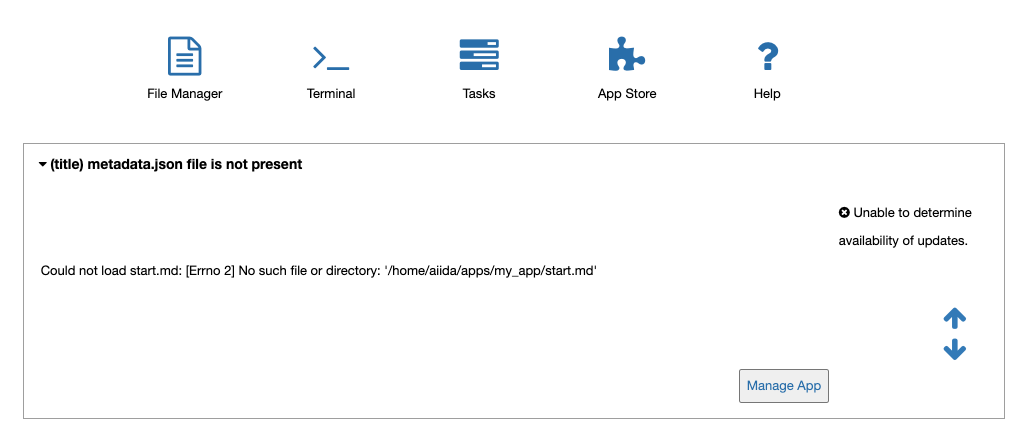 File Manager
Terminal
Tasks
App Store
Help
(title) metadata.json file is not present
Unable to determine
availability of updates.
Could not load start.md: [Errno 2] No such file or directory: '/home/aiida/apps/my_app/start.md'
Manage App